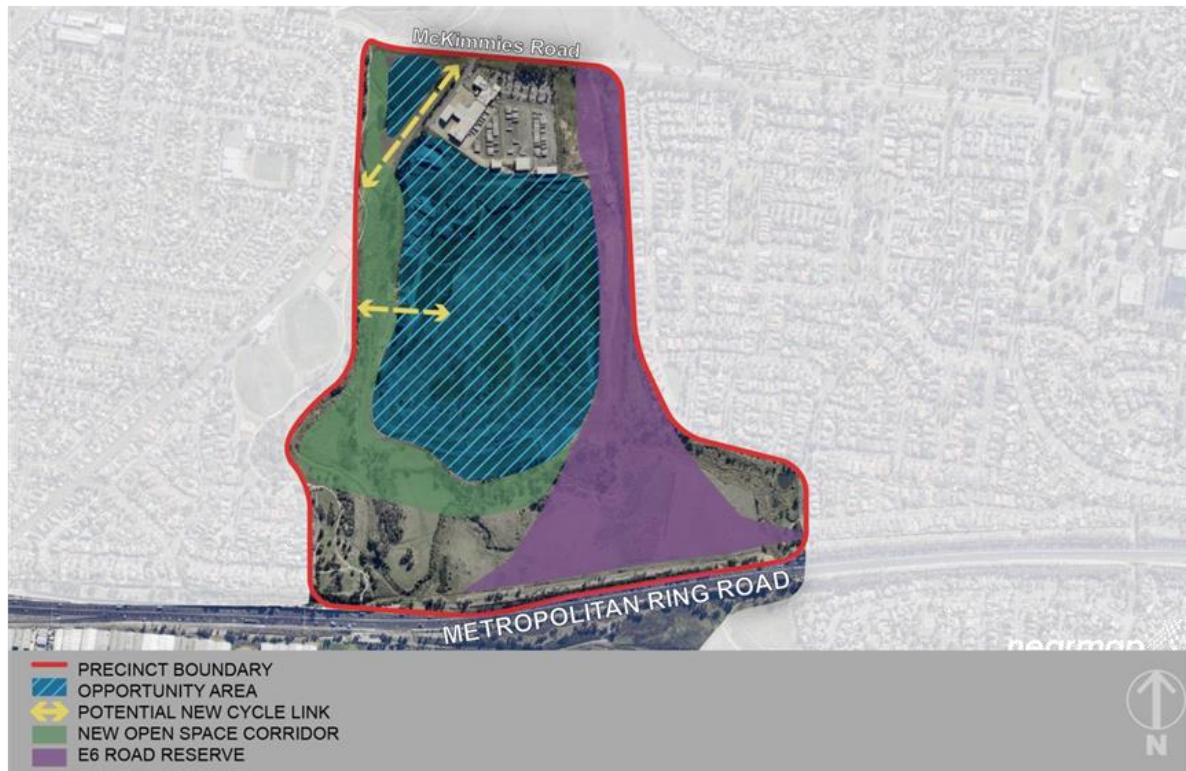 McKimmies Road
METROPOLITAN RING ROAD
nearmap
PRECINCT BOUNDARY
OPPORTUNITY AREA
POTENTIAL NEW CYCLE LINK
NEW OPEN SPACE CORRIDOR
E6 ROAD RESERVE
N